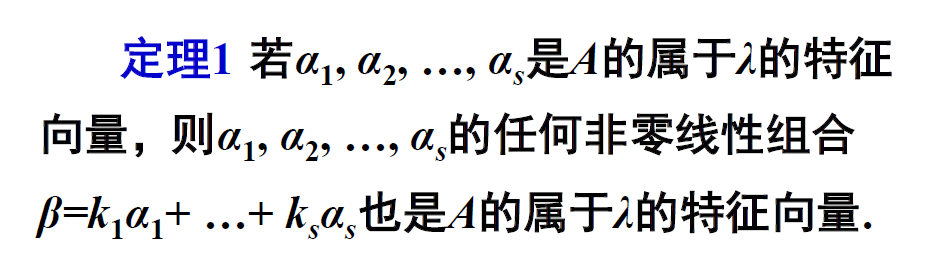 定理1 若α₁, α₂, …, αₛ是A的属于λ的特征
向量，则α₁, α₂, …, αₛ的任何非零线性组合
β=k₁α₁+ …+ kₛαₛ也是A的属于λ的特征向量.